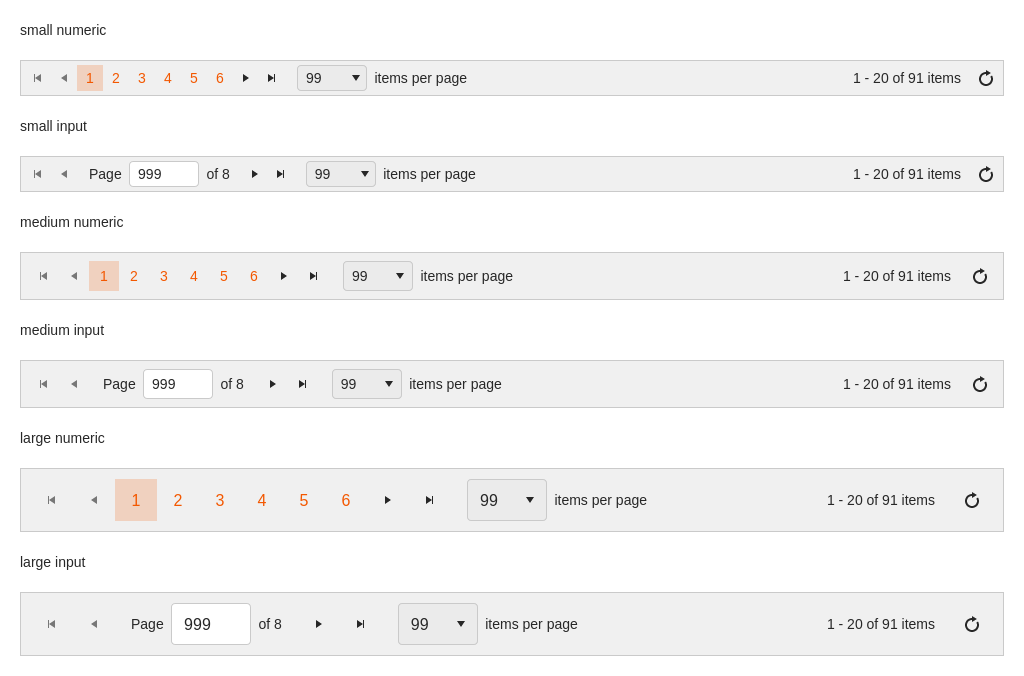 small numeric
1 2 3 4 5 6 99 items per page 1 - 20 of 91 items
small input
Page 999 of 8 99 items per page 1 - 20 of 91 items
medium numeric
1 2 3 4 5 6 99 items per page 1 - 20 of 91 items
medium input
Page 999 of 8 99 items per page 1 - 20 of 91 items
large numeric
1 2 3 4 5 6 99 items per page 1 - 20 of 91 items
large input
Page 999 of 8 99 items per page 1 - 20 of 91 items